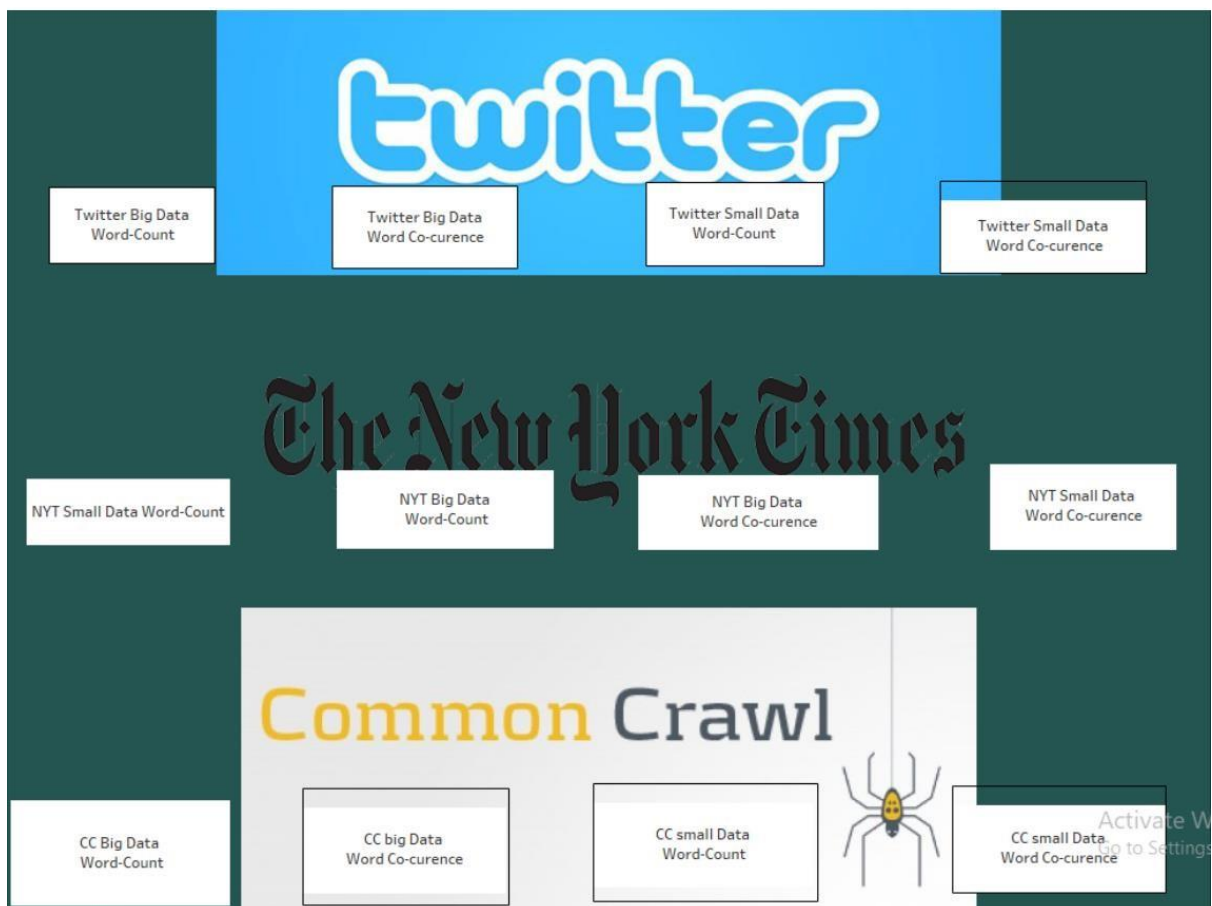 twitter
Twitter Big Data
Word-Count
Twitter Big Data
Word Co-curence
Twitter Small Data
Word-Count
Twitter Small Data
Word Co-curence
The New York Times
NYT Small Data Word-Count
NYT Big Data
Word-Count
NYT Big Data
Word Co-curence
NYT Small Data
Word Co-curence
Common Crawl
CC Big Data
Word-Count
CC big Data
Word Co-curence
CC small Data
Word-Count
CC small Data
Word Co-curence
Activate W
Go to Settings